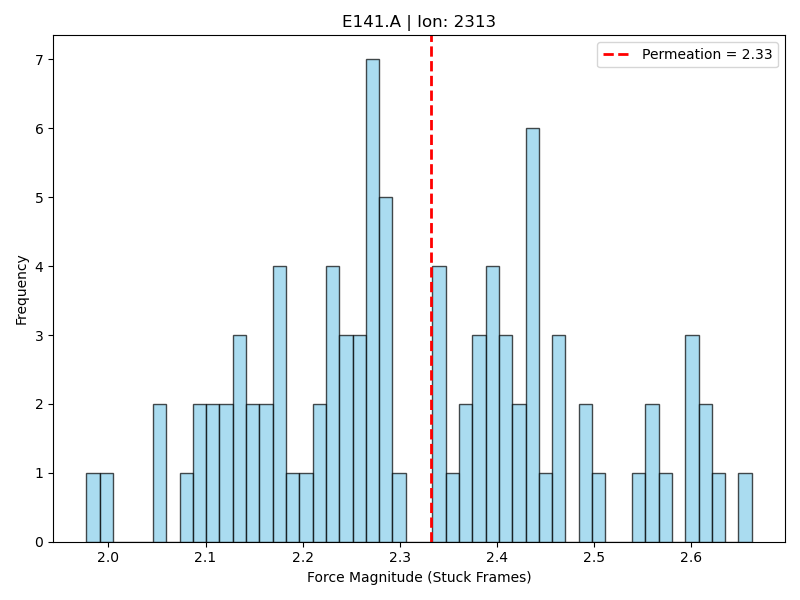 E141.A | Ion: 2313
Permeation = 2.33
7
6
5
4
3
2
1
0
Frequency
2.0 2.1 2.2 2.3 2.4 2.5 2.6
Force Magnitude (Stuck Frames)